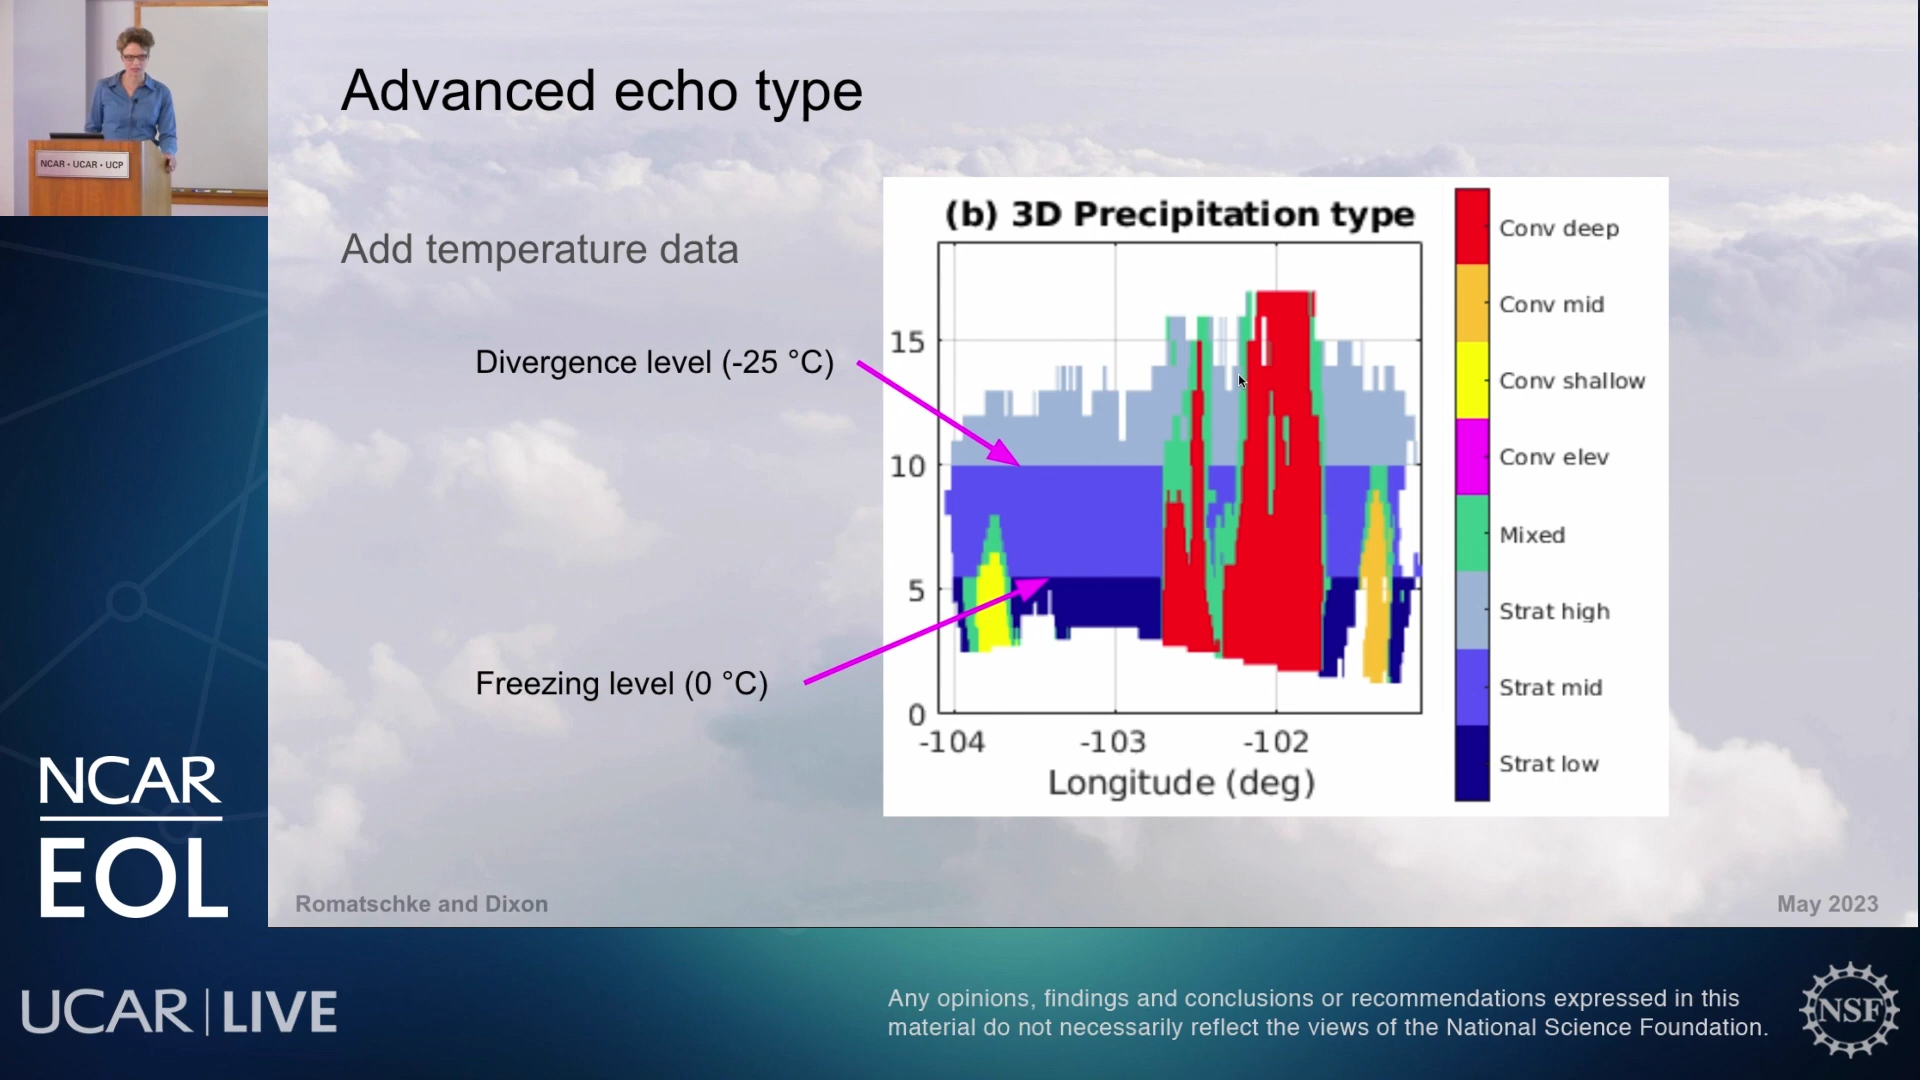 NCAR • UCAR • UCP
Advanced echo type
Add temperature data
Divergence level (-25 °C)
Freezing level (0 °C)
(b) 3D Precipitation type
15
10
5
0
-104
-103
-102
Longitude (deg)
Conv deep
Conv mid
Conv shallow
Conv elev
Mixed
Strat high
Strat mid
Strat low
NCAR
EOL
Romatschke and Dixon
May 2023
UCAR | LIVE
Any opinions, findings and conclusions or recommendations expressed in this
material do not necessarily reflect the views of the National Science Foundation.
NSF